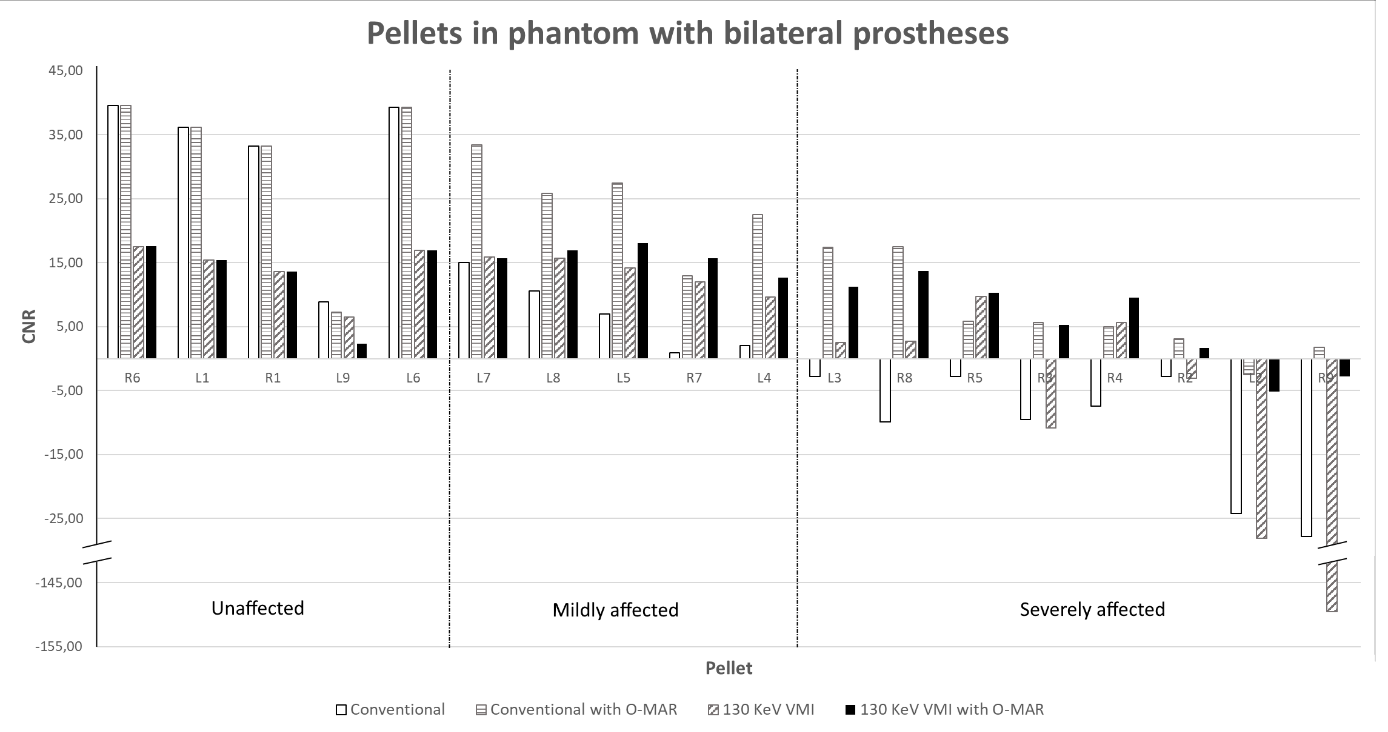 Pellets in phantom with bilateral prostheses
45,00
35,00
25,00
15,00
5,00
-5,00
-15,00
-25,00
-145,00
-155,00
CNR
R6 L1 R1 L9 L6 L7 L8 L5 R7 L4 L3 R8 R5 R3 R4 R2 R9
Unaffected Mildly affected Severely affected
Pellet
Conventional Conventional with O-MAR 130 KeV VMI 130 KeV VMI with O-MAR